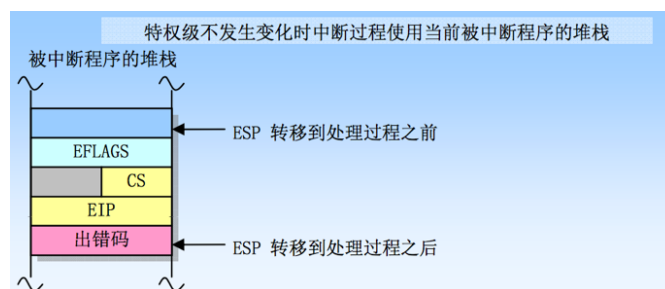 特权级不发生变化时中断过程使用当前被中断程序的堆栈
被中断程序的堆栈
ESP 转移到处理过程之前
EFLAGS
CS
EIP
出错码
ESP 转移到处理过程之后